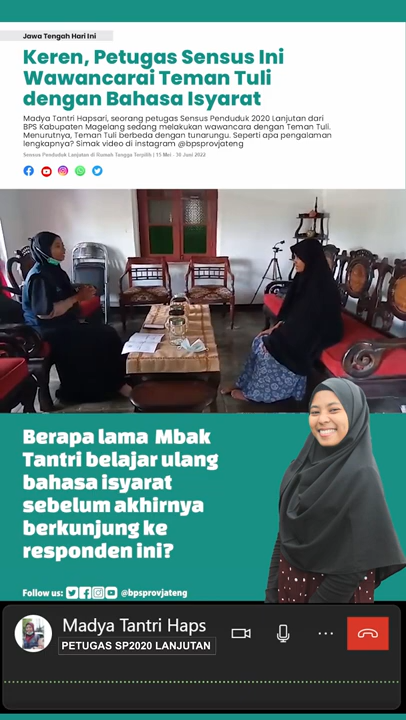 Jawa Tengah Hari Ini
Keren, Petugas Sensus Ini
Wawancarai Teman Tuli
dengan Bahasa Isyarat
Madya Tantri Hapsari, seorang petugas Sensus Penduduk 2020 Lanjutan dari
BPS Kabupaten Magelang sedang melakukan wawancara dengan Teman Tuli.
Menurutnya, Teman Tuli berbeda dengan tunarungu. Seperti apa pengalaman
lengkapnya? Simak video di instagram @bpsprovjateng
Sensus Penduduk Lanjutan di Rumah Tangga Terpilih | 15 Mei - 30 Juni 2022
Berapa lama Mbak
Tantri belajar ulang
bahasa isyarat
sebelum akhirnya
berkunjung ke
responden ini?
Follow us: @bpsprovjateng
Madya Tantri Haps
PETUGAS SP2020 LANJUTAN